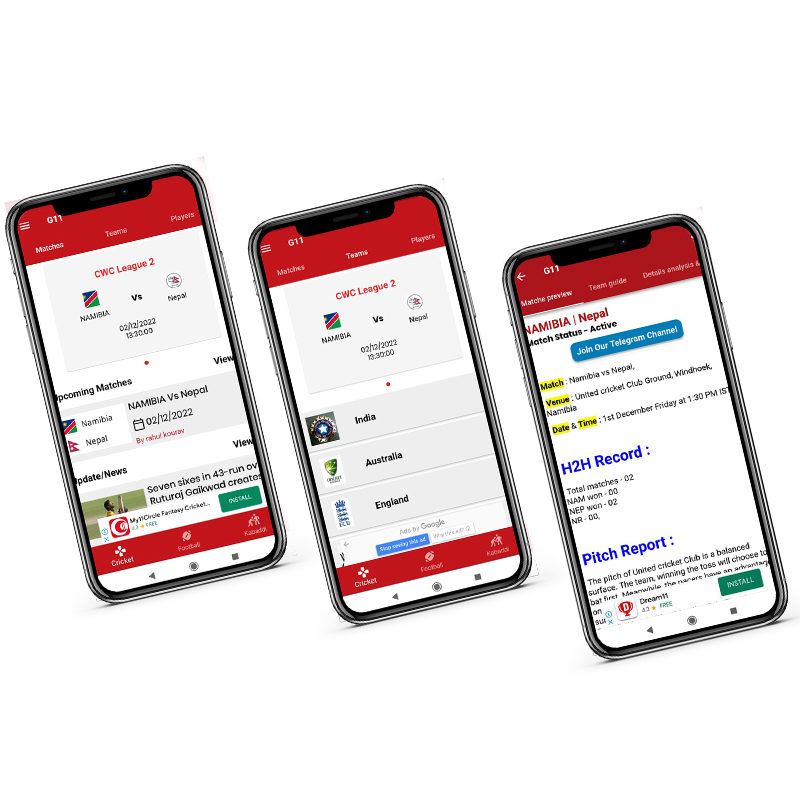 G11
Matches
Teams
Players
CWC League 2
NAMIBIA
Vs
Nepal
02/12/2022
13:30:00
View
Upcoming Matches
Namibia
Nepal
NAMIBIA Vs Nepal
02/12/2022
By rahul kourav
View
Update/News
Seven sixes in 43-run ov
Ruturaj Gaikwad creates
My11Circle Fantasy Cricket...
4.3 ★ FREE
INSTALL
Cricket
Football
Kabaddi
G11
Matches
Teams
Players
CWC League 2
NAMIBIA
Vs
Nepal
02/12/2022
13:30:00
India
Australia
England
ECB
Ads by Google
Stop seeing this ad
Why this ad?
Cricket
Football
Kabaddi
G11
Matche preview
Team guide
Details analysis &
NAMIBIA | Nepal
Match Status - Active
Join Our Telegram Channel
Match : Namibia vs Nepal,
Venue : United cricket Club Ground, Windhoek,
Namibia
Date & Time : 1st December Friday at 1:30 PM IST
H2H Record :
Total matches - 02
NAM won - 00
NEP won - 02
NR - 00,
Pitch Report :
The pitch of United cricket Club is a balanced
surface. The team, winning the toss will choose to
bat first. Meanwhile, the pacers have an advantage
on
sur
Dream11
4.3 ★ FREE
INSTALL